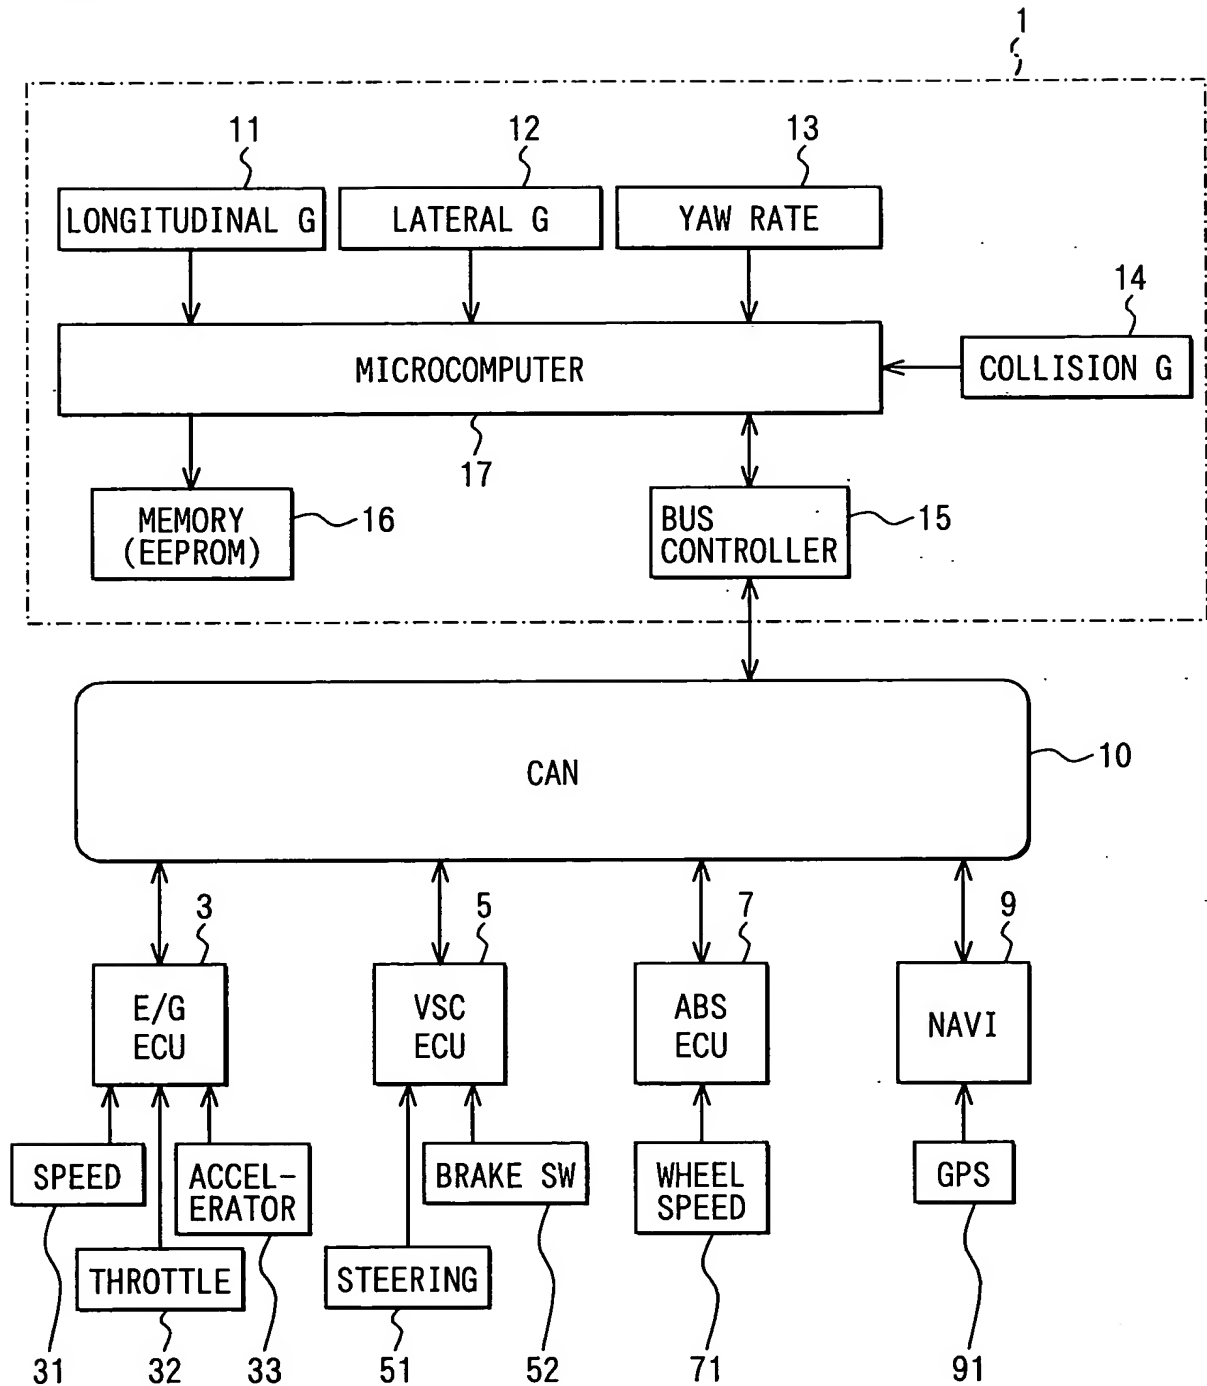 1
11
12
13
LONGITUDINAL G
LATERAL G
YAW RATE
14
MICROCOMPUTER
COLLISION G
17
MEMORY
(EEPROM)
16
BUS
CONTROLLER
15
CAN
10
3
5
7
9
E/G
ECU
VSC
ECU
ABS
ECU
NAVI
SPEED
ACCEL-
ERATOR
THROTTLE
BRAKE SW
STEERING
WHEEL
SPEED
GPS
31
32
33
51
52
71
91